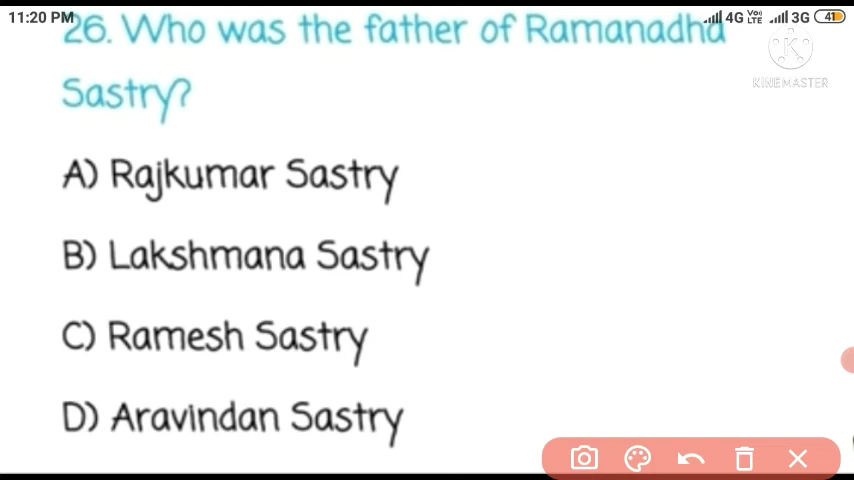 11:20 PM
4G Vo)) LTE 3G 41
26. Who was the father of Ramanadha
KINEMASTER
Sastry?
A) Rajkumar Sastry
B) Lakshmana Sastry
C) Ramesh Sastry
D) Aravindan Sastry